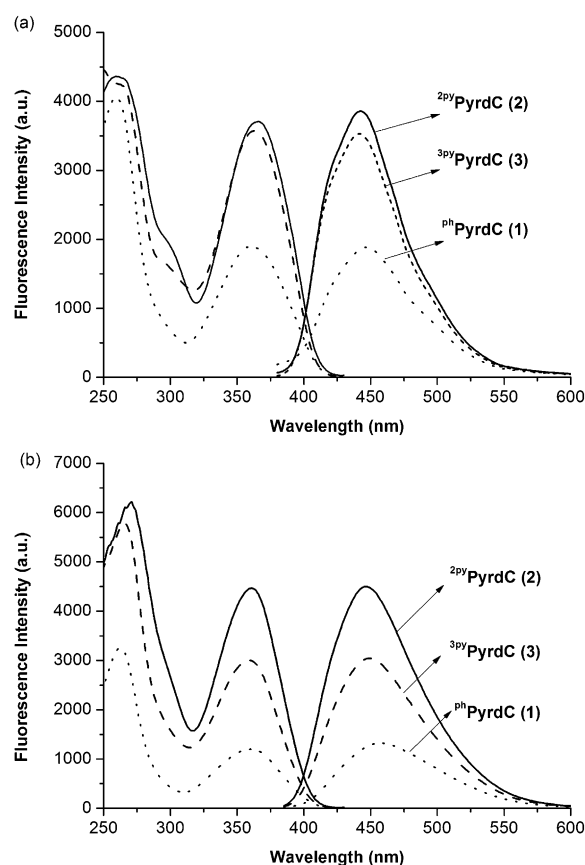 (a)
5000
4000
3000
2000
1000
0
Fluorescence Intensity (a.u.)
2pyPyrdC (2)
3pyPyrdC (3)
phPyrdC (1)
250 300 350 400 450 500 550 600
Wavelength (nm)
(b)
7000
6000
5000
4000
3000
2000
1000
0
Fluorescence Intensity (a.u.)
2pyPyrdC (2)
3pyPyrdC (3)
phPyrdC (1)
250 300 350 400 450 500 550 600
Wavelength (nm)